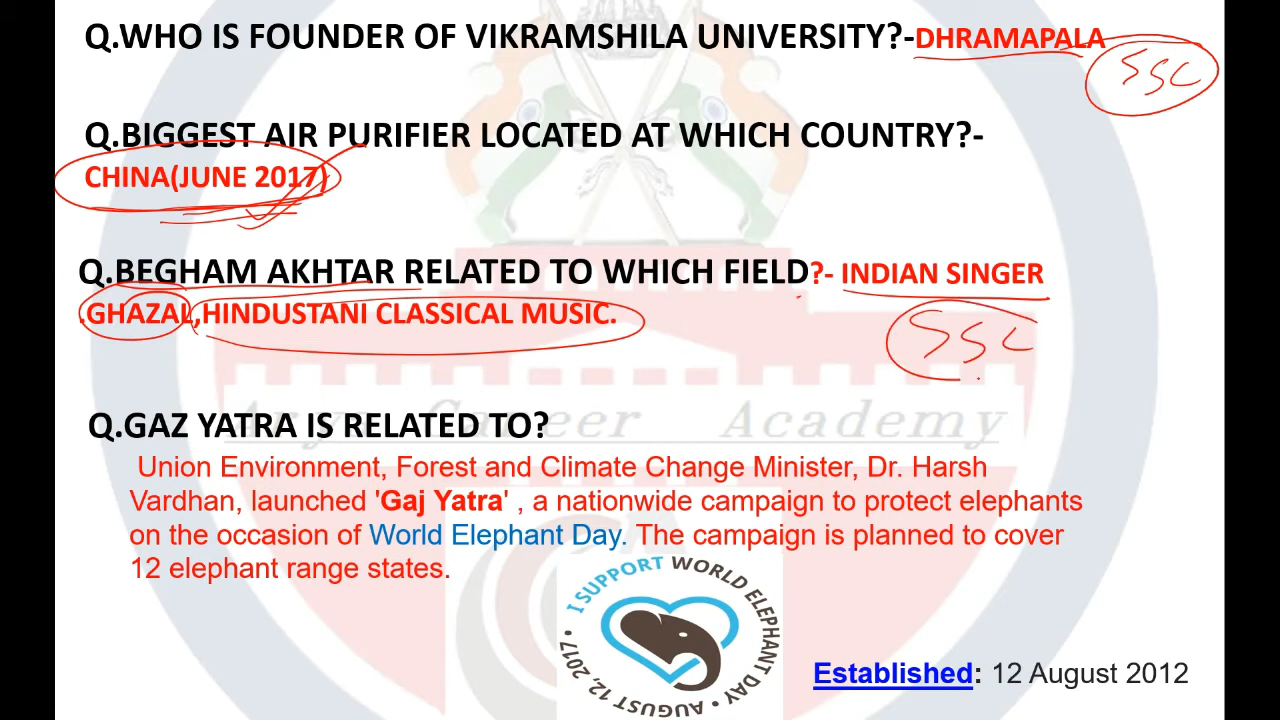 Q.WHO IS FOUNDER OF VIKRAMSHILA UNIVERSITY?-DHRAMAPALA
SSC
Q.BIGGEST AIR PURIFIER LOCATED AT WHICH COUNTRY?-
CHINA(JUNE 2017)
Q.BEGHAM AKHTAR RELATED TO WHICH FIELD?- INDIAN SINGER
.GHAZAL,HINDUSTANI CLASSICAL MUSIC.
SSC
Q.GAZ YATRA IS RELATED TO?
Career Academy
Union Environment, Forest and Climate Change Minister, Dr. Harsh
Vardhan, launched 'Gaj Yatra' , a nationwide campaign to protect elephants
on the occasion of World Elephant Day. The campaign is planned to cover
12 elephant range states.
I SUPPORT WORLD ELEPHANT DAY • AUGUST 12, 2017 •
Established: 12 August 2012